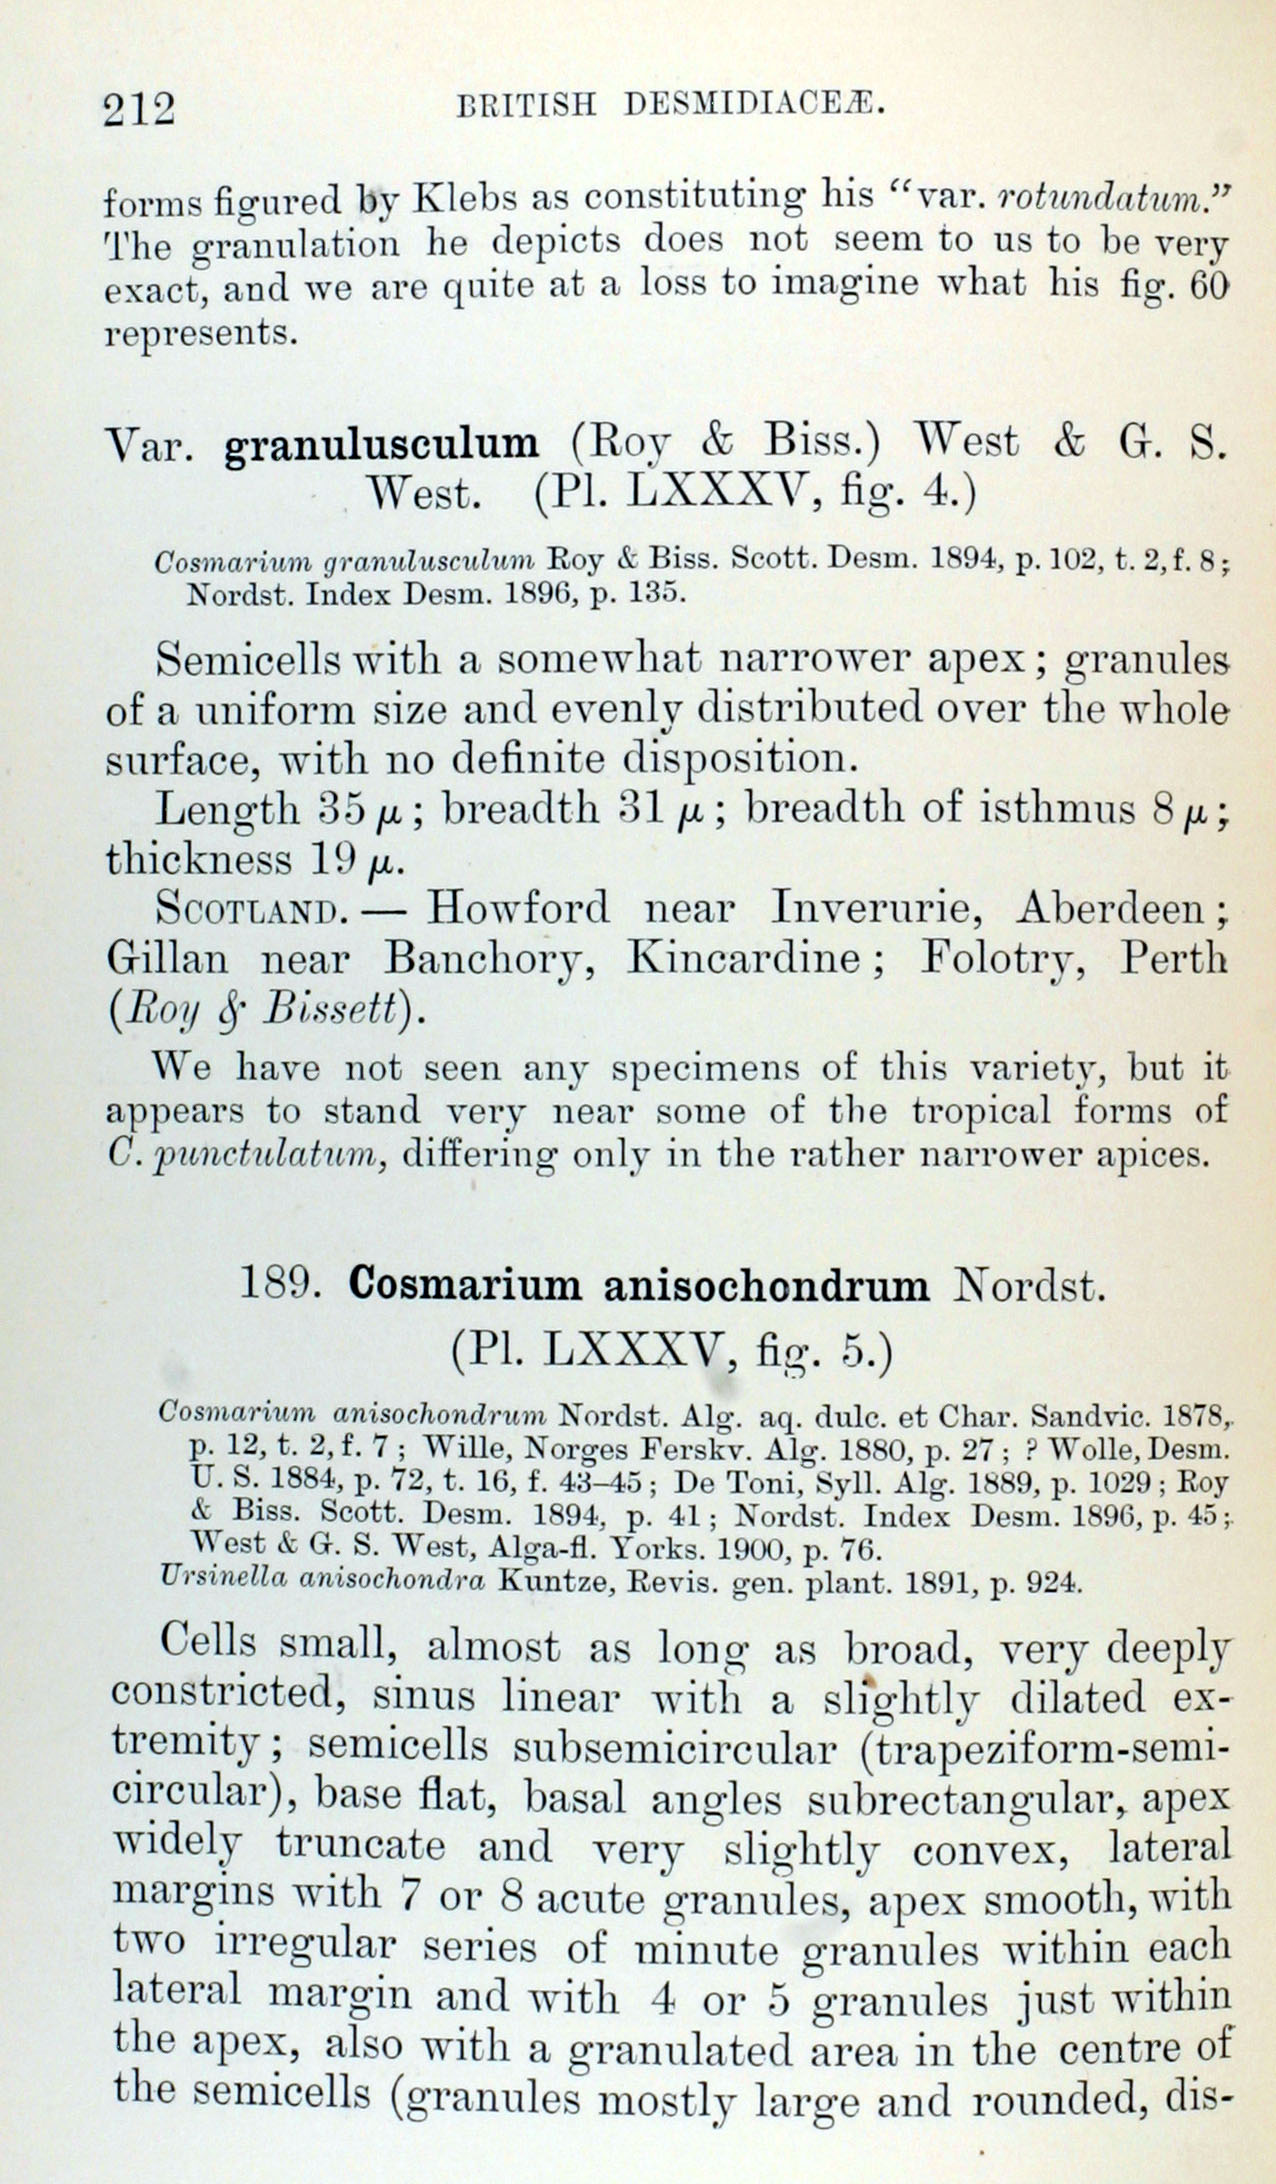 212 BRITISH DESMIDIACEÆ.
forms figured by Klebs as constituting his “var. rotundatum.”
The granulation he depicts does not seem to us to be very
exact, and we are quite at a loss to imagine what his fig. 60
represents.
Var. granulusculum (Roy & Biss.) West & G. S.
West. (Pl. LXXXV, fig. 4.)
Cosmarium granulusculum Roy & Biss. Scott. Desm. 1894, p. 102, t. 2, f. 8;
Nordst. Index Desm. 1896, p. 135.
Semicells with a somewhat narrower apex; granules
of a uniform size and evenly distributed over the whole
surface, with no definite disposition.
Length 35 μ; breadth 31 μ; breadth of isthmus 8 μ;
thickness 19 μ.
SCOTLAND.—Howford near Inverurie, Aberdeen;
Gillan near Banchory, Kincardine; Folotry, Perth
(Roy & Bissett).
We have not seen any specimens of this variety, but it
appears to stand very near some of the tropical forms of
C. punctulatum, differing only in the rather narrower apices.
189. Cosmarium anisochondrum Nordst.
(Pl. LXXXV, fig. 5.)
Cosmarium anisochondrum Nordst. Alg. aq. dulc. et Char. Sandvic. 1878,
p. 12, t. 2, f. 7; Wille, Norges Ferskv. Alg. 1880, p. 27; ? Wolle, Desm.
U. S. 1884, p. 72, t. 16, f. 43–45; De Toni, Syll. Alg. 1889, p. 1029; Roy
& Biss. Scott. Desm. 1894, p. 41; Nordst. Index Desm. 1896, p. 45;
West & G. S. West, Alga-fl. Yorks. 1900, p. 76.
Ursinella anisochondra Kuntze, Revis. gen. plant. 1891, p. 924.
Cells small, almost as long as broad, very deeply
constricted, sinus linear with a slightly dilated ex-
tremity; semicells subsemicircular (trapeziform-semi-
circular), base flat, basal angles subrectangular, apex
widely truncate and very slightly convex, lateral
margins with 7 or 8 acute granules, apex smooth, with
two irregular series of minute granules within each
lateral margin and with 4 or 5 granules just within
the apex, also with a granulated area in the centre of
the semicells (granules mostly large and rounded, dis-